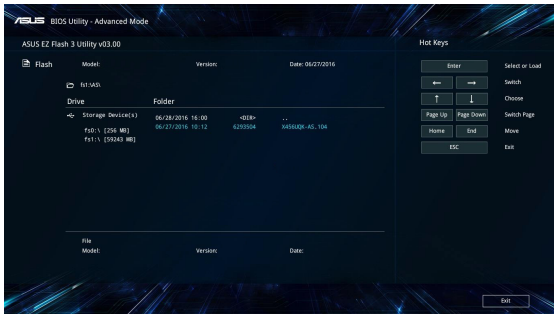 ASUS BIOS Utility - Advanced Mode
ASUS EZ Flash 3 Utility v03.00
Hot Keys
Flash
Model: Version: Date: 06/27/2016
fs1:\AS\
Drive Folder
Storage Device(s)
fs0:\ [256 MB]
fs1:\ [59243 MB]
06/28/2016 16:00 <DIR> ..
06/27/2016 10:12 6293504 X456UQK-AS.104
File
Model: Version: Date:
Enter Select or Load
← → Switch
↑ ↓ Choose
Page Up Page Down Switch Page
Home End Move
ESC Exit
Exit